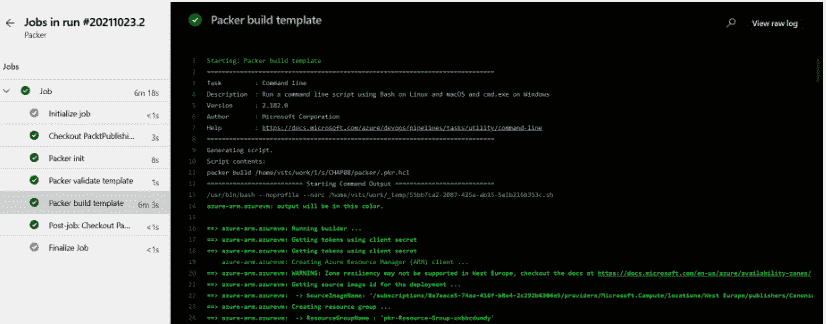 Jobs in run #20211023.2
Packer
Jobs
Job 6m 18s
Initialize job <1s
Checkout PacktPublishi... 3s
Packer init 8s
Packer validate template 1s
Packer build template 6m 3s
Post-job: Checkout Pa... <1s
Finalize Job <1s
Packer build template
View raw log
1 Starting: Packer build template
2 ==============================================================================
3 Task : Command line
4 Description : Run a command line script using Bash on Linux and macOS and cmd.exe on Windows
5 Version : 2.182.0
6 Author : Microsoft Corporation
7 Help : https://docs.microsoft.com/azure/devops/pipelines/tasks/utility/command-line
8 ==============================================================================
9 Generating script.
10 Script contents:
11 packer build /home/vsts/work/1/s/CHAP08/packer/.pkr.hcl
12 ========================== Starting Command Output ===========================
13 /usr/bin/bash --noprofile --norc /home/vsts/work/_temp/
14 azure-arm.azurevm: output will be in this color.
15
16 ==> azure-arm.azurevm: Running builder ...
17 ==> azure-arm.azurevm: Getting tokens using client secret
18 ==> azure-arm.azurevm: Getting tokens using client secret
19 azure-arm.azurevm: Creating Azure Resource Manager (ARM) client ...
20 ==> azure-arm.azurevm: WARNING: Zone resiliency may not be supported in West Europe, checkout the docs at https://docs.microsoft.com/en-us/azure/availability-zones/
21 ==> azure-arm.azurevm: Getting source image id for the deployment ...
22 ==> azure-arm.azurevm: -> SourceImageName: /providers/Microsoft.Compute/locations/West Europe/publishers/Canonic
23 ==> azure-arm.azurevm: Creating resource group ...
24 ==> azure-arm.azurevm: -> ResourceGroupName :